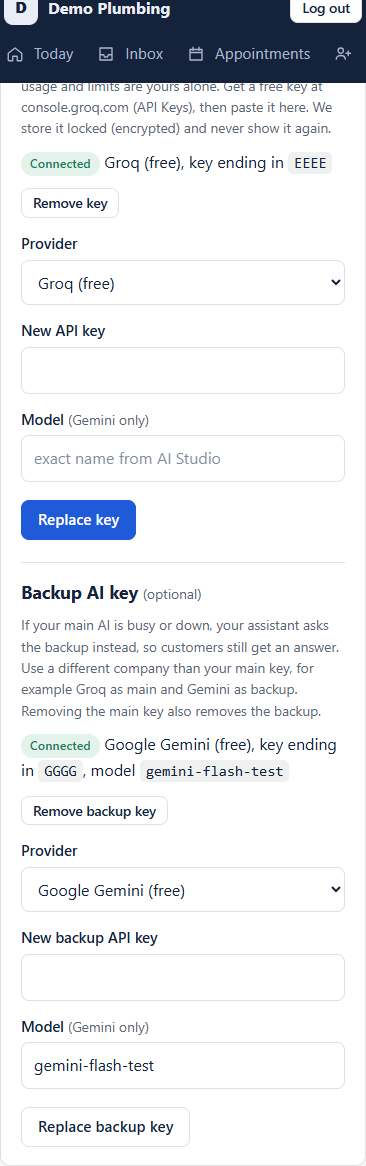 D Demo Plumbing Log out
Today Inbox Appointments
usage and limits are yours alone. Get a free key at
console.groq.com (API Keys), then paste it here. We
store it locked (encrypted) and never show it again.
Connected Groq (free), key ending in EEEE
Remove key
Provider
Groq (free)
New API key
Model (Gemini only)
exact name from AI Studio
Replace key
Backup AI key (optional)
If your main AI is busy or down, your assistant asks
the backup instead, so customers still get an answer.
Use a different company than your main key, for
example Groq as main and Gemini as backup.
Removing the main key also removes the backup.
Connected Google Gemini (free), key ending
in GGGG, model gemini-flash-test
Remove backup key
Provider
Google Gemini (free)
New backup API key
Model (Gemini only)
gemini-flash-test
Replace backup key